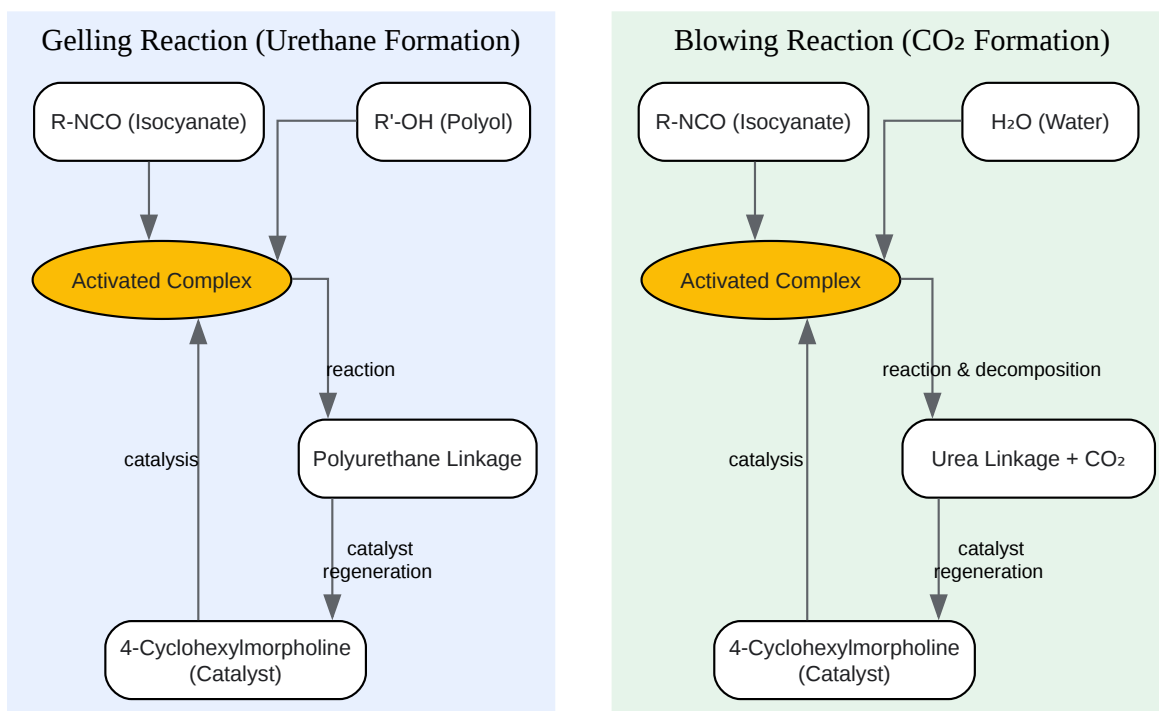 Gelling Reaction (Urethane Formation)
R-NCO (Isocyanate)
R'-OH (Polyol)
Activated Complex
reaction
catalysis
Polyurethane Linkage
catalyst
regeneration
4-Cyclohexylmorpholine
(Catalyst)
Blowing Reaction (CO₂ Formation)
R-NCO (Isocyanate)
H₂O (Water)
Activated Complex
reaction & decomposition
catalysis
Urea Linkage + CO₂
catalyst
regeneration
4-Cyclohexylmorpholine
(Catalyst)